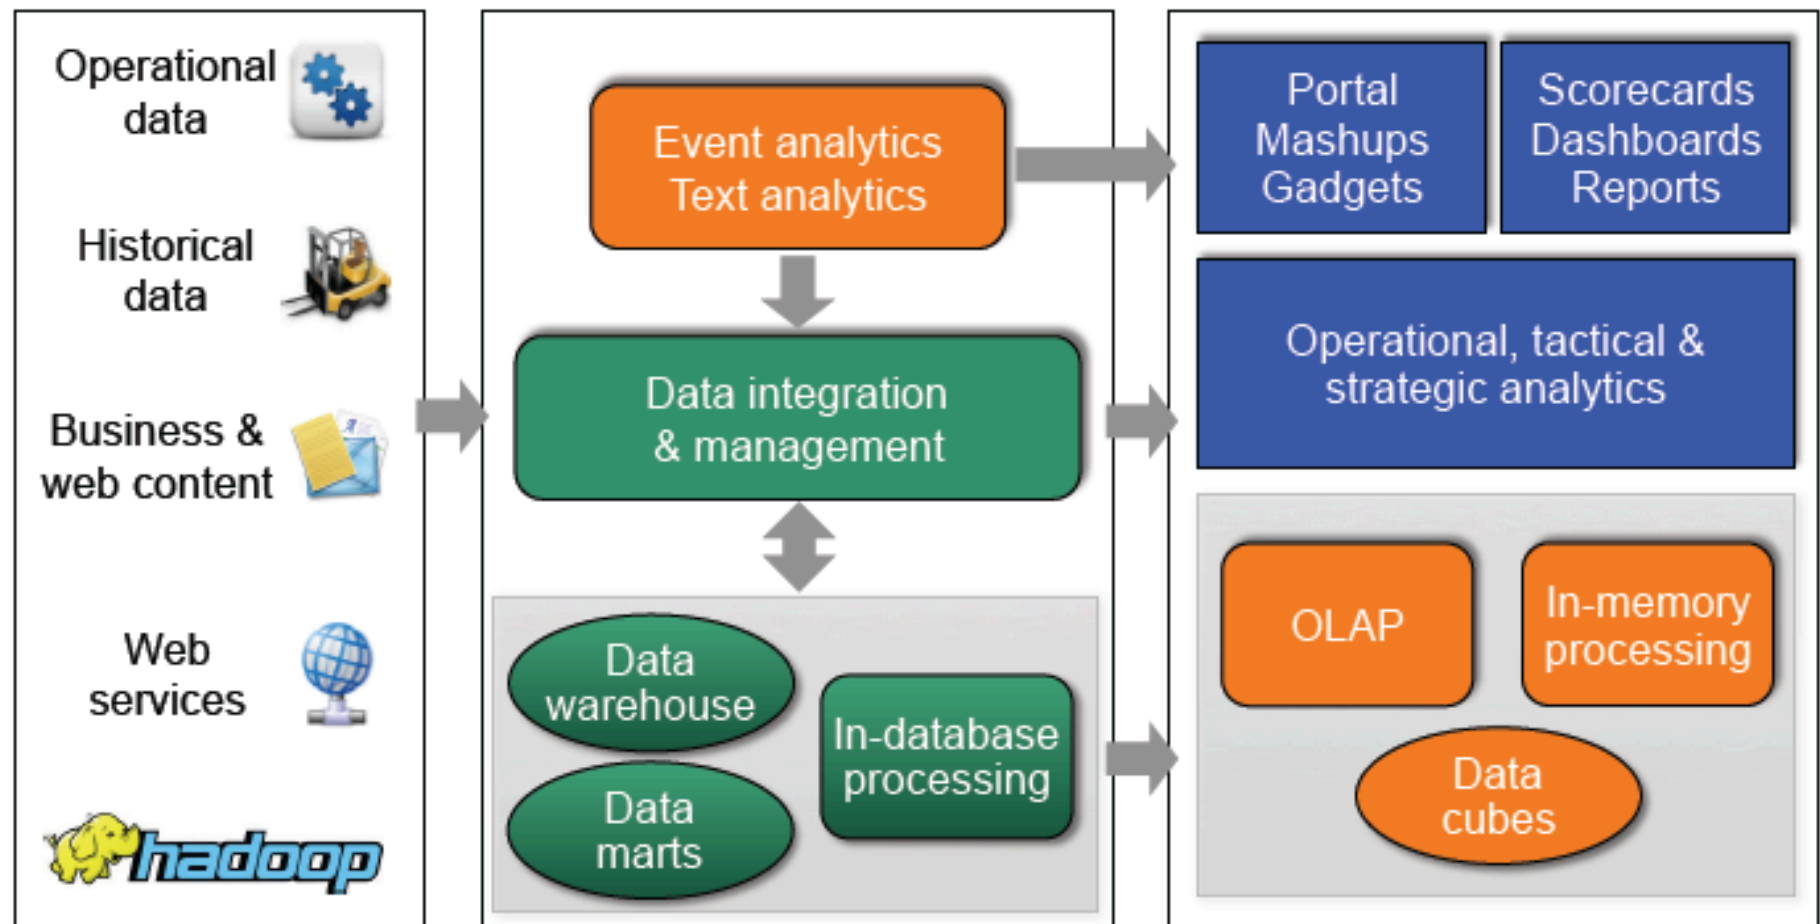 Operational
data
Historical
data
Business &
web content
Web
services
hadoop
Event analytics
Text analytics
Data integration
& management
Data
warehouse
Data
marts
In-database
processing
Portal
Mashups
Gadgets
Scorecards
Dashboards
Reports
Operational, tactical &
strategic analytics
OLAP
In-memory
processing
Data
cubes